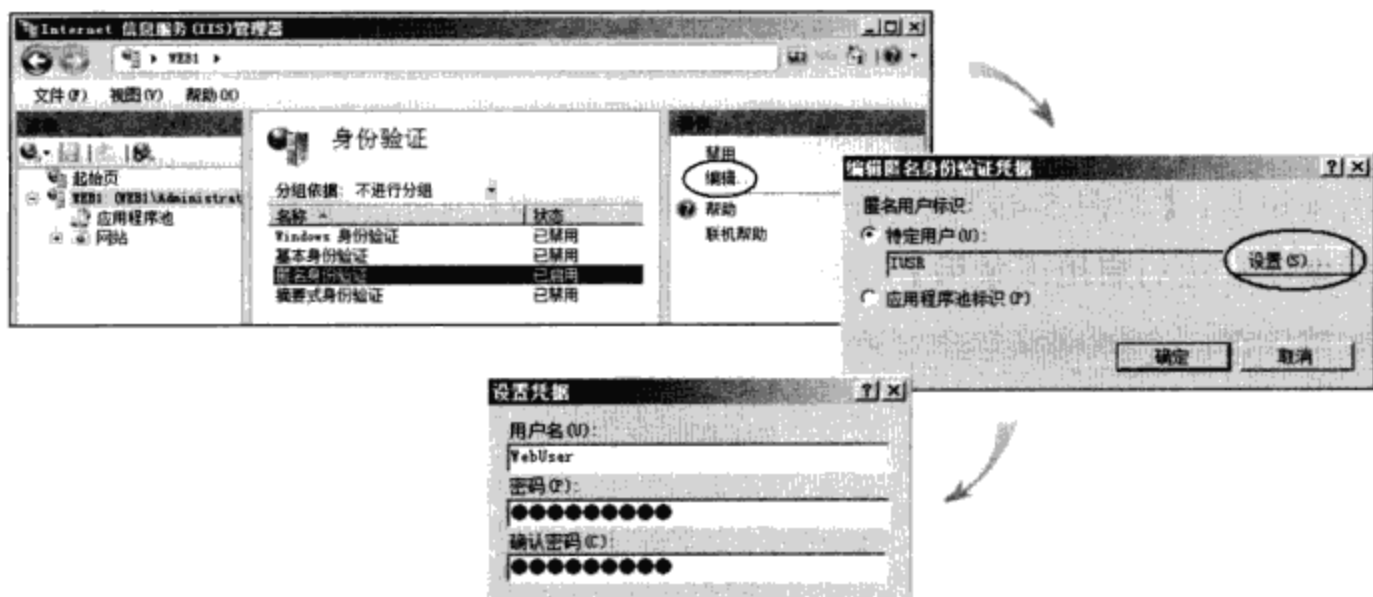 Internet 信息服务(IIS)管理器
WEB1
文件(F) 视图(V) 帮助(H)
起始页
WEB1 (WEB1\Administrat
应用程序池
网站
身份验证
分组依据: 不进行分组
名称 状态
Windows 身份验证 已禁用
基本身份验证 已禁用
匿名身份验证 已启用
摘要式身份验证 已禁用
禁用
编辑...
帮助
联机帮助
编辑匿名身份验证凭据
匿名用户标识:
特定用户(U):
IUSR
设置(S)...
应用程序池标识(P)
确定 取消
设置凭据
用户名(U):
WebUser
密码(P):
●●●●●●●●●
确认密码(C):
●●●●●●●●●